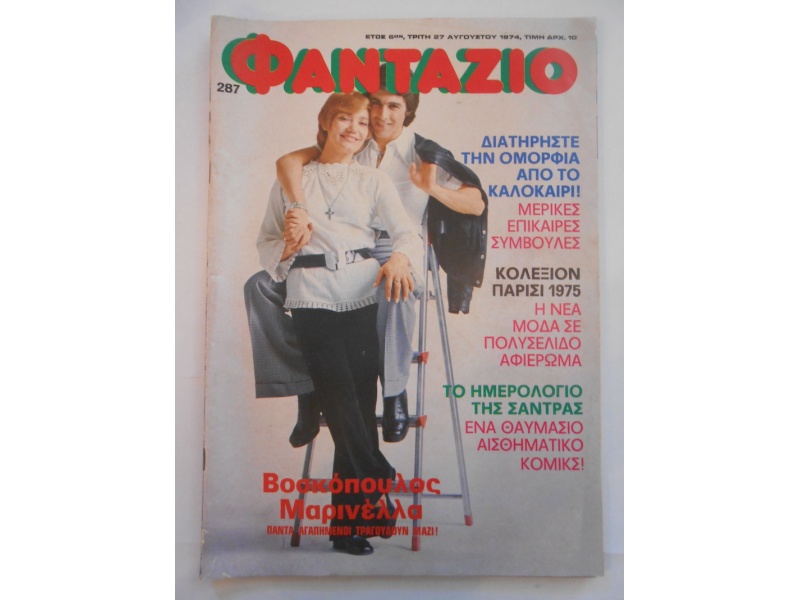 ΕΤΟΣ 6ον, ΤΡΙΤΗ 27 ΑΥΓΟΥΣΤΟΥ 1974, ΤΙΜΗ ΔΡΧ. 10
ΦΑΝΤΑΖΙΟ
287
ΔΙΑΤΗΡΗΣΤΕ
ΤΗΝ ΟΜΟΡΦΙΑ
ΑΠΟ ΤΟ
ΚΑΛΟΚΑΙΡΙ!
ΜΕΡΙΚΕΣ
ΕΠΙΚΑΙΡΕΣ
ΣΥΜΒΟΥΛΕΣ
ΚΟΛΕΞΙΟΝ
ΠΑΡΙΣΙ 1975
Η ΝΕΑ
ΜΟΔΑ ΣΕ
ΠΟΛΥΣΕΛΙΔΟ
ΑΦΙΕΡΩΜΑ
ΤΟ ΗΜΕΡΟΛΟΓΙΟ
ΤΗΣ ΣΑΝΤΡΑΣ
ΕΝΑ ΘΑΥΜΑΣΙΟ
ΑΙΣΘΗΜΑΤΙΚΟ
ΚΟΜΙΚΣ!
Βοσκόπουλος
Μαρινέλλα
ΠΑΝΤΑ ΑΓΑΠΗΜΕΝΟΙ ΤΡΑΓΟΥΔΟΥΝ ΜΑΖΙ!